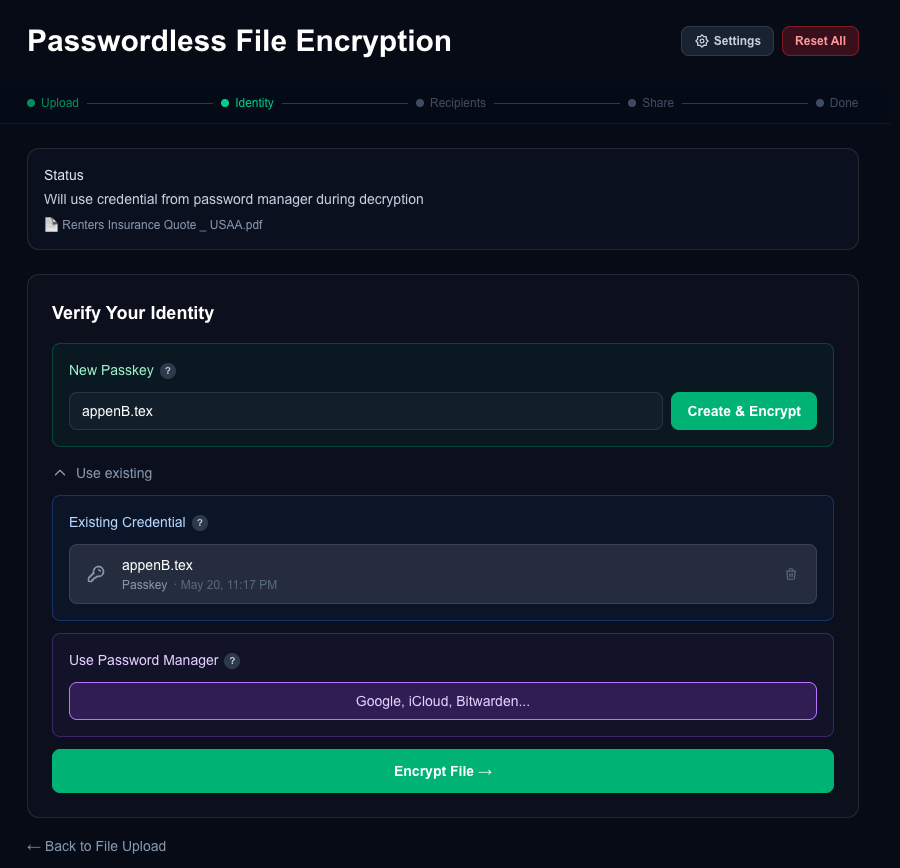 Passwordless File Encryption
Settings
Reset All
Upload
Identity
Recipients
Share
Done
Status
Will use credential from password manager during decryption
Renters Insurance Quote _ USAA.pdf
Verify Your Identity
New Passkey ?
appenB.tex
Create & Encrypt
Use existing
Existing Credential ?
appenB.tex
Passkey · May 20, 11:17 PM
Use Password Manager ?
Google, iCloud, Bitwarden...
Encrypt File →
← Back to File Upload